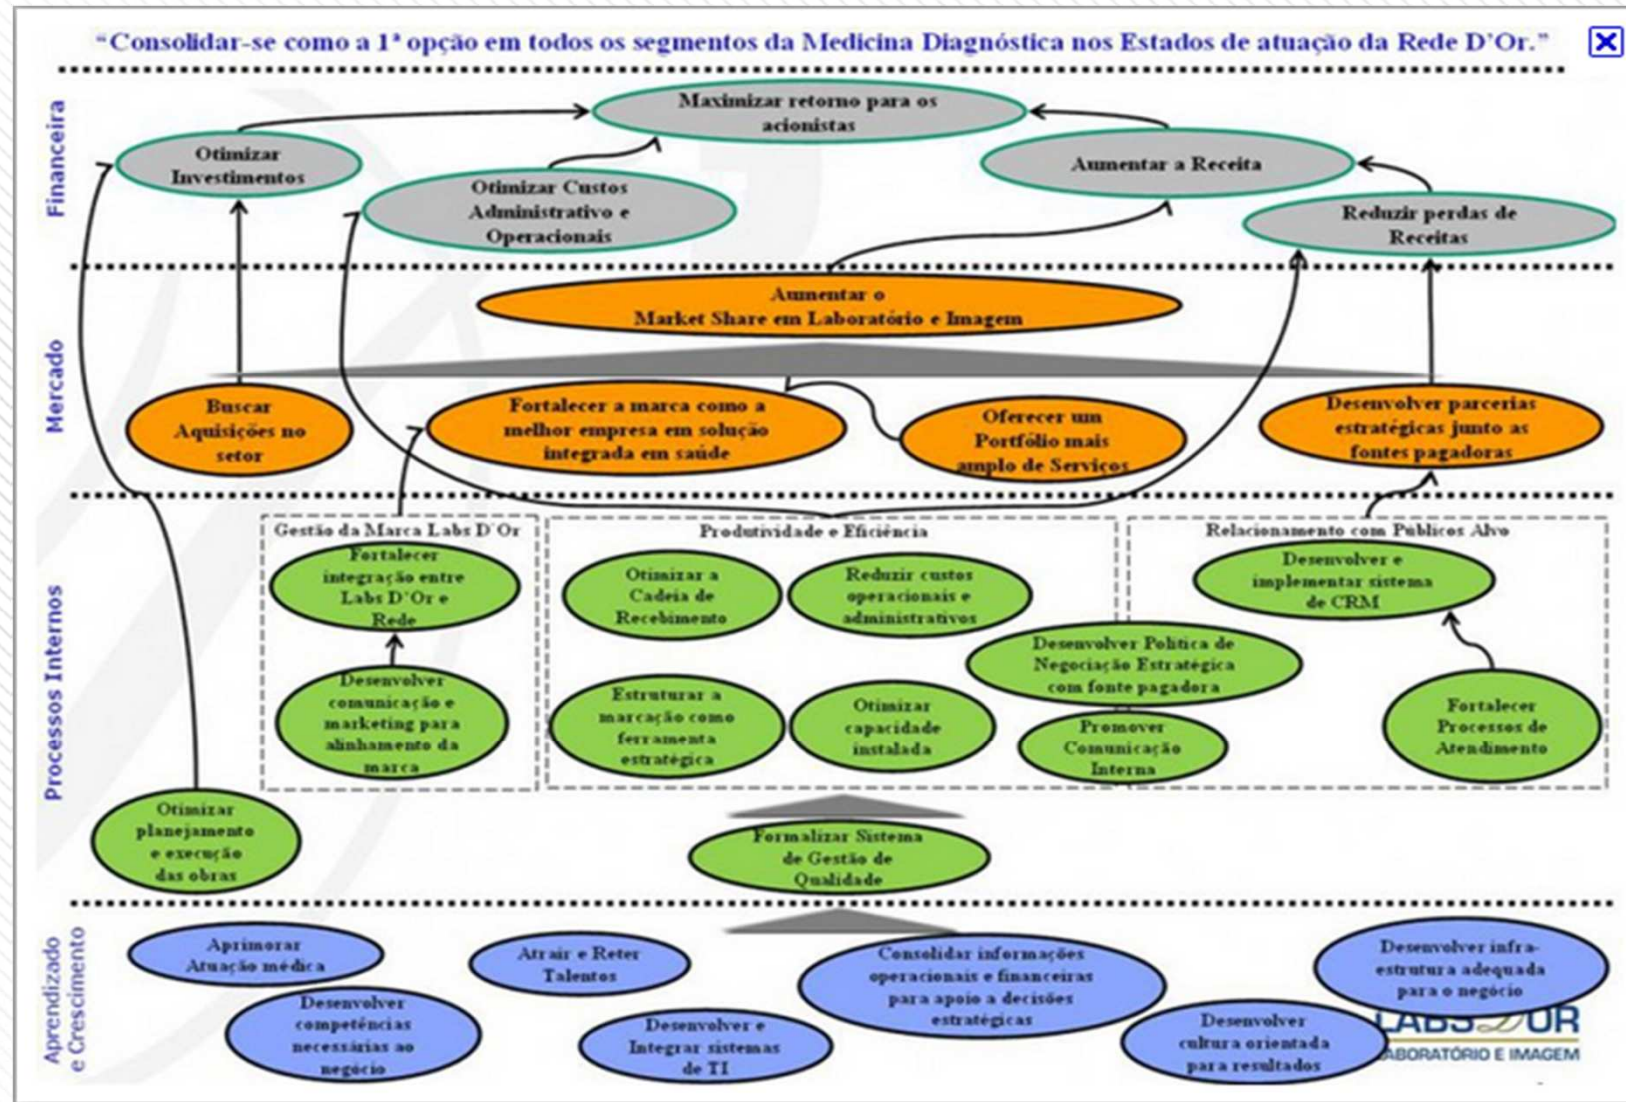 “Consolidar-se como a 1ª opção em todos os segmentos da Medicina Diagnóstica nos Estados de atuação da Rede D’Or.”
Financeira
Maximizar retorno para os
acionistas
Otimizar
Investimentos
Otimizar Custos
Administrativo e
Operacionais
Aumentar a Receita
Reduzir perdas de
Receitas
Mercado
Aumentar o
Market Share em Laboratório e Imagem
Buscar
Aquisições no
setor
Fortalecer a marca como a
melhor empresa em solução
integrada em saúde
Oferecer um
Portfólio mais
amplo de Serviços
Desenvolver parcerias
estratégicas junto as
fontes pagadoras
Processos Internos
Gestão da Marca Labs D'Or
Fortalecer
integração entre
Labs D’Or e
Rede
Desenvolver
comunicação e
marketing para
alinhamento da
marca
Produtividade e Eficiência
Otimizar a
Cadeia de
Recebimento
Reduzir custos
operacionais e
administrativos
Desenvolver Política de
Negociação Estratégica
com fonte pagadora
Estruturar a
marcação como
ferramenta
estratégica
Otimizar
capacidade
instalada
Promover
Comunicação
Interna
Relacionamento com Públicos Alvo
Desenvolver e
implementar sistema
de CRM
Fortalecer
Processos de
Atendimento
Otimizar
planejamento
e execução
das obras
Formalizar Sistema
de Gestão de
Qualidade
Aprendizado
e Crescimento
Aprimorar
Atuação médica
Desenvolver
competências
necessárias ao
negócio
Atrair e Reter
Talentos
Desenvolver e
Integrar sistemas
de TI
Consolidar informações
operacionais e financeiras
para apoio a decisões
estratégicas
Desenvolver
cultura orientada
para resultados
Desenvolver infra-
estrutura adequada
para o negócio
LABS D'OR
LABORATÓRIO E IMAGEM